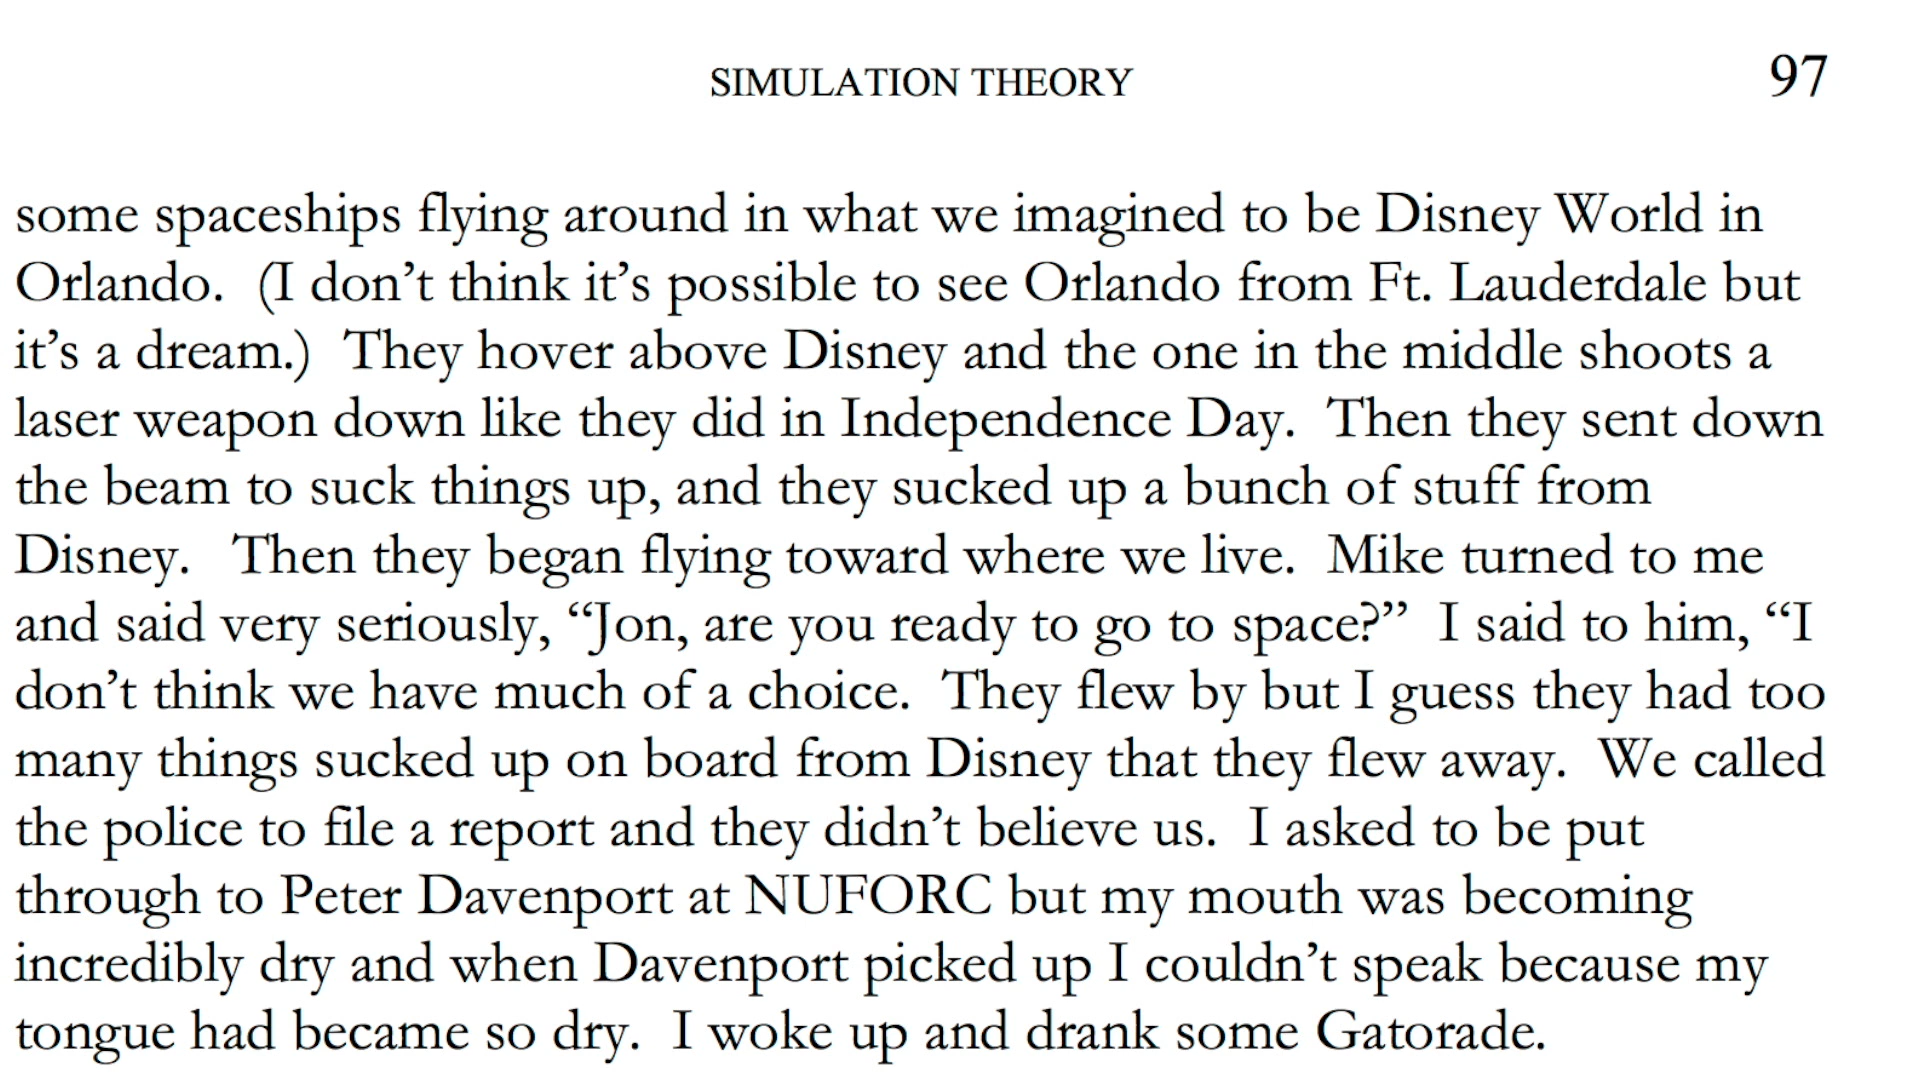 SIMULATION THEORY 97
some spaceships flying around in what we imagined to be Disney World in
Orlando.  (I don’t think it’s possible to see Orlando from Ft. Lauderdale but
it’s a dream.)  They hover above Disney and the one in the middle shoots a
laser weapon down like they did in Independence Day.  Then they sent down
the beam to suck things up, and they sucked up a bunch of stuff from
Disney.   Then they began flying toward where we live.  Mike turned to me
and said very seriously, “Jon, are you ready to go to space?”  I said to him, “I
don’t think we have much of a choice.  They flew by but I guess they had too
many things sucked up on board from Disney that they flew away.  We called
the police to file a report and they didn’t believe us.  I asked to be put
through to Peter Davenport at NUFORC but my mouth was becoming
incredibly dry and when Davenport picked up I couldn’t speak because my
tongue had became so dry.  I woke up and drank some Gatorade.